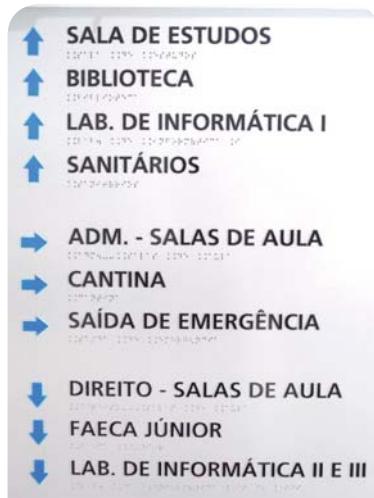 SALA DE ESTUDOS
BIBLIOTECA
LAB. DE INFORMÁTICA I
SANITÁRIOS
ADM. - SALAS DE AULA
CANTINA
SAÍDA DE EMERGÊNCIA
DIREITO - SALAS DE AULA
FAECA JÚNIOR
LAB. DE INFORMÁTICA II E III